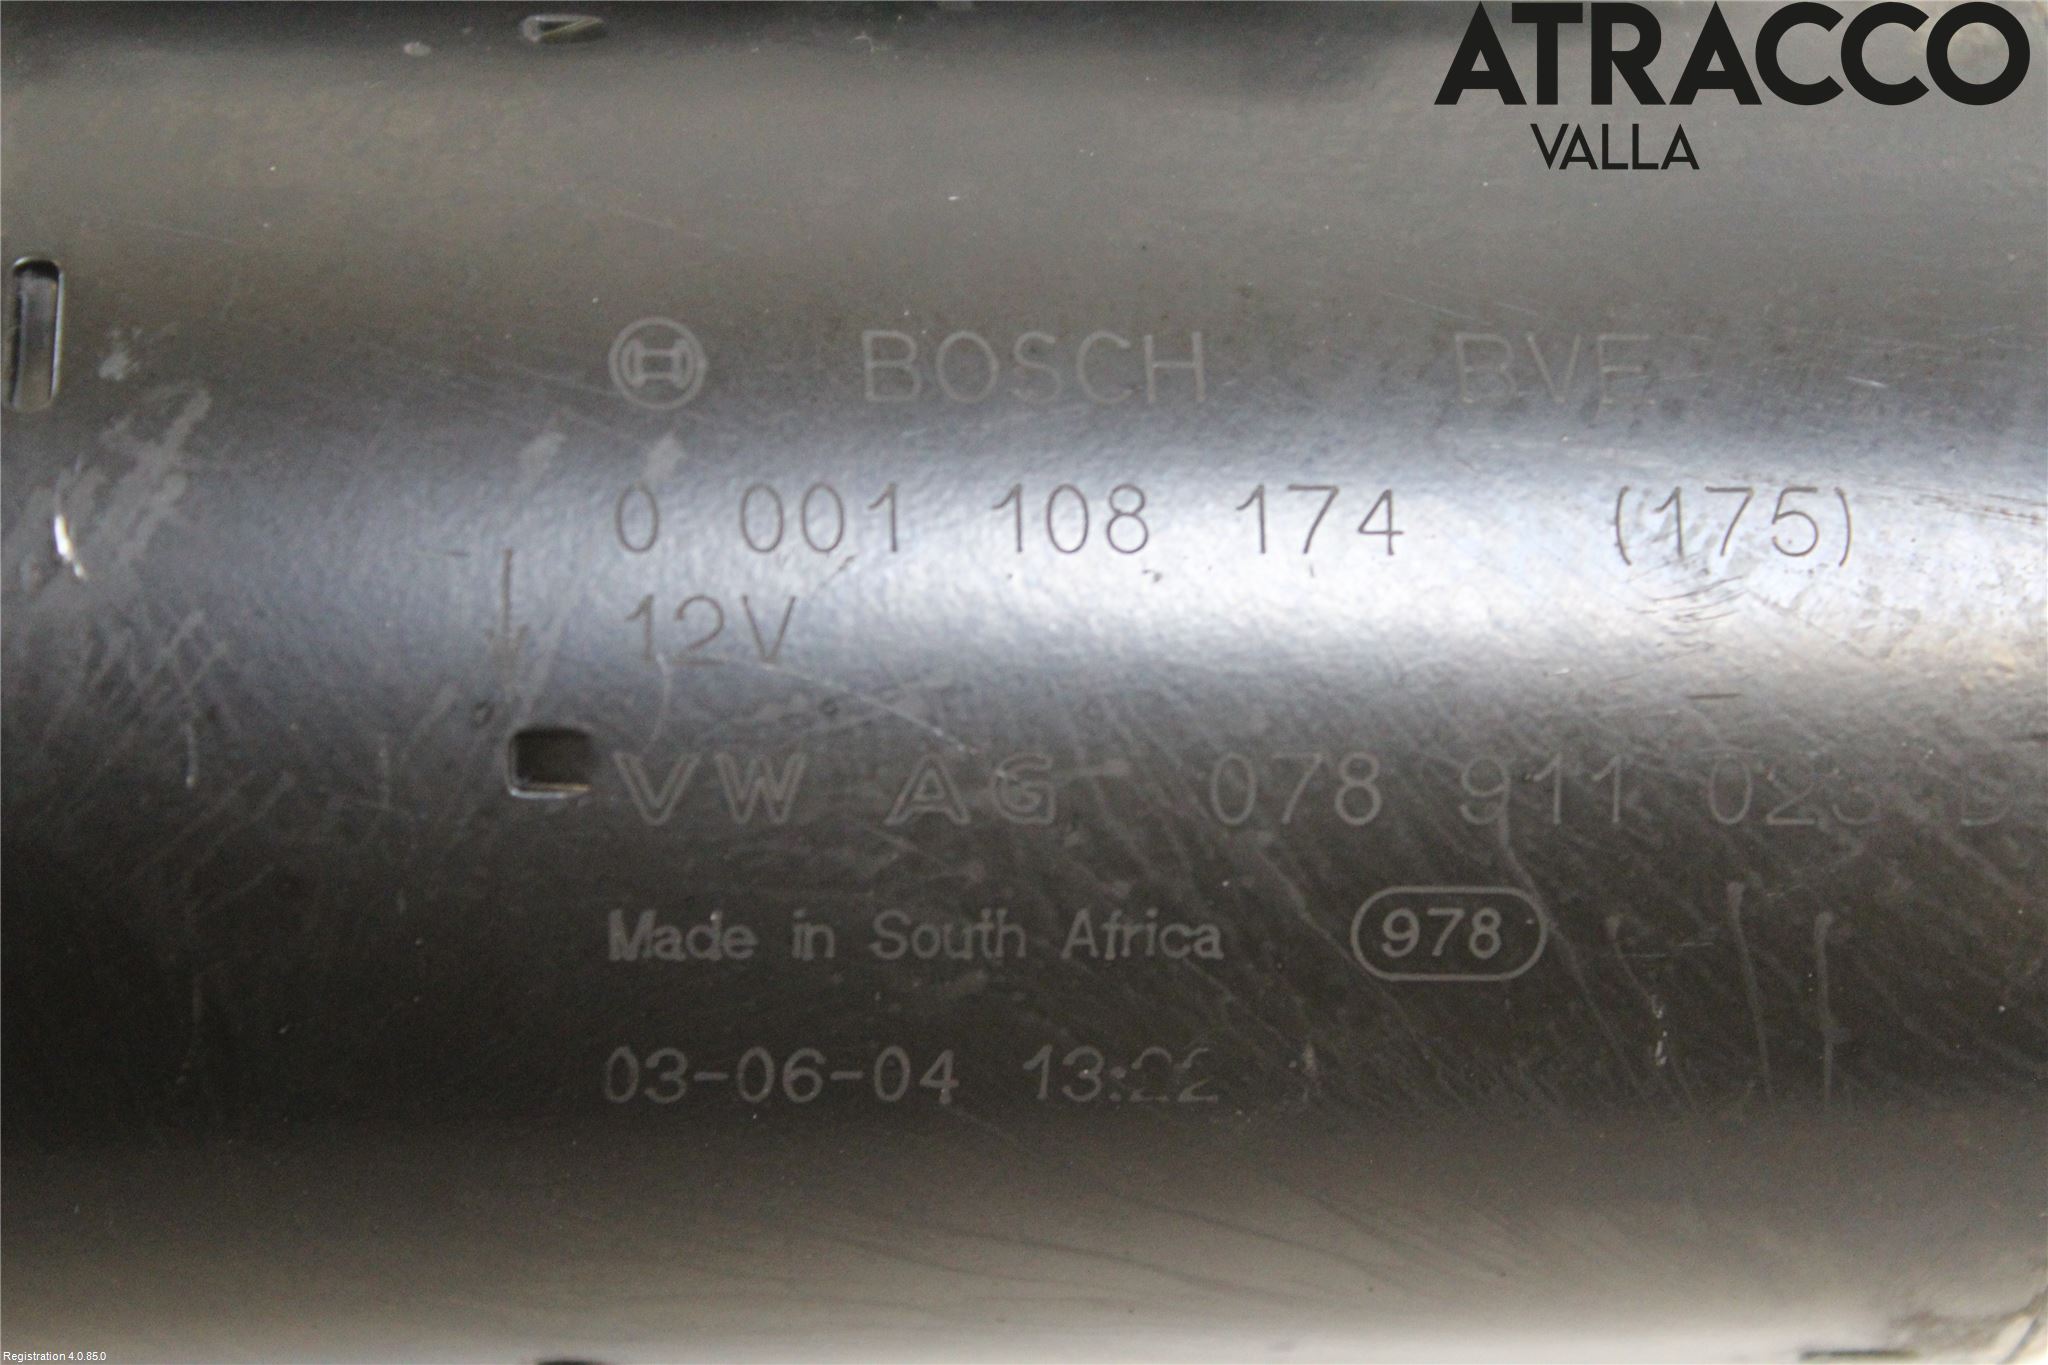 ATRACCO
VALLA
BOSCH BVE
0 001 108 174 (175)
12V
VW AG 078 911 023
Made in South Africa 978
03-06-04 13:22
Registration 4.0.85.0